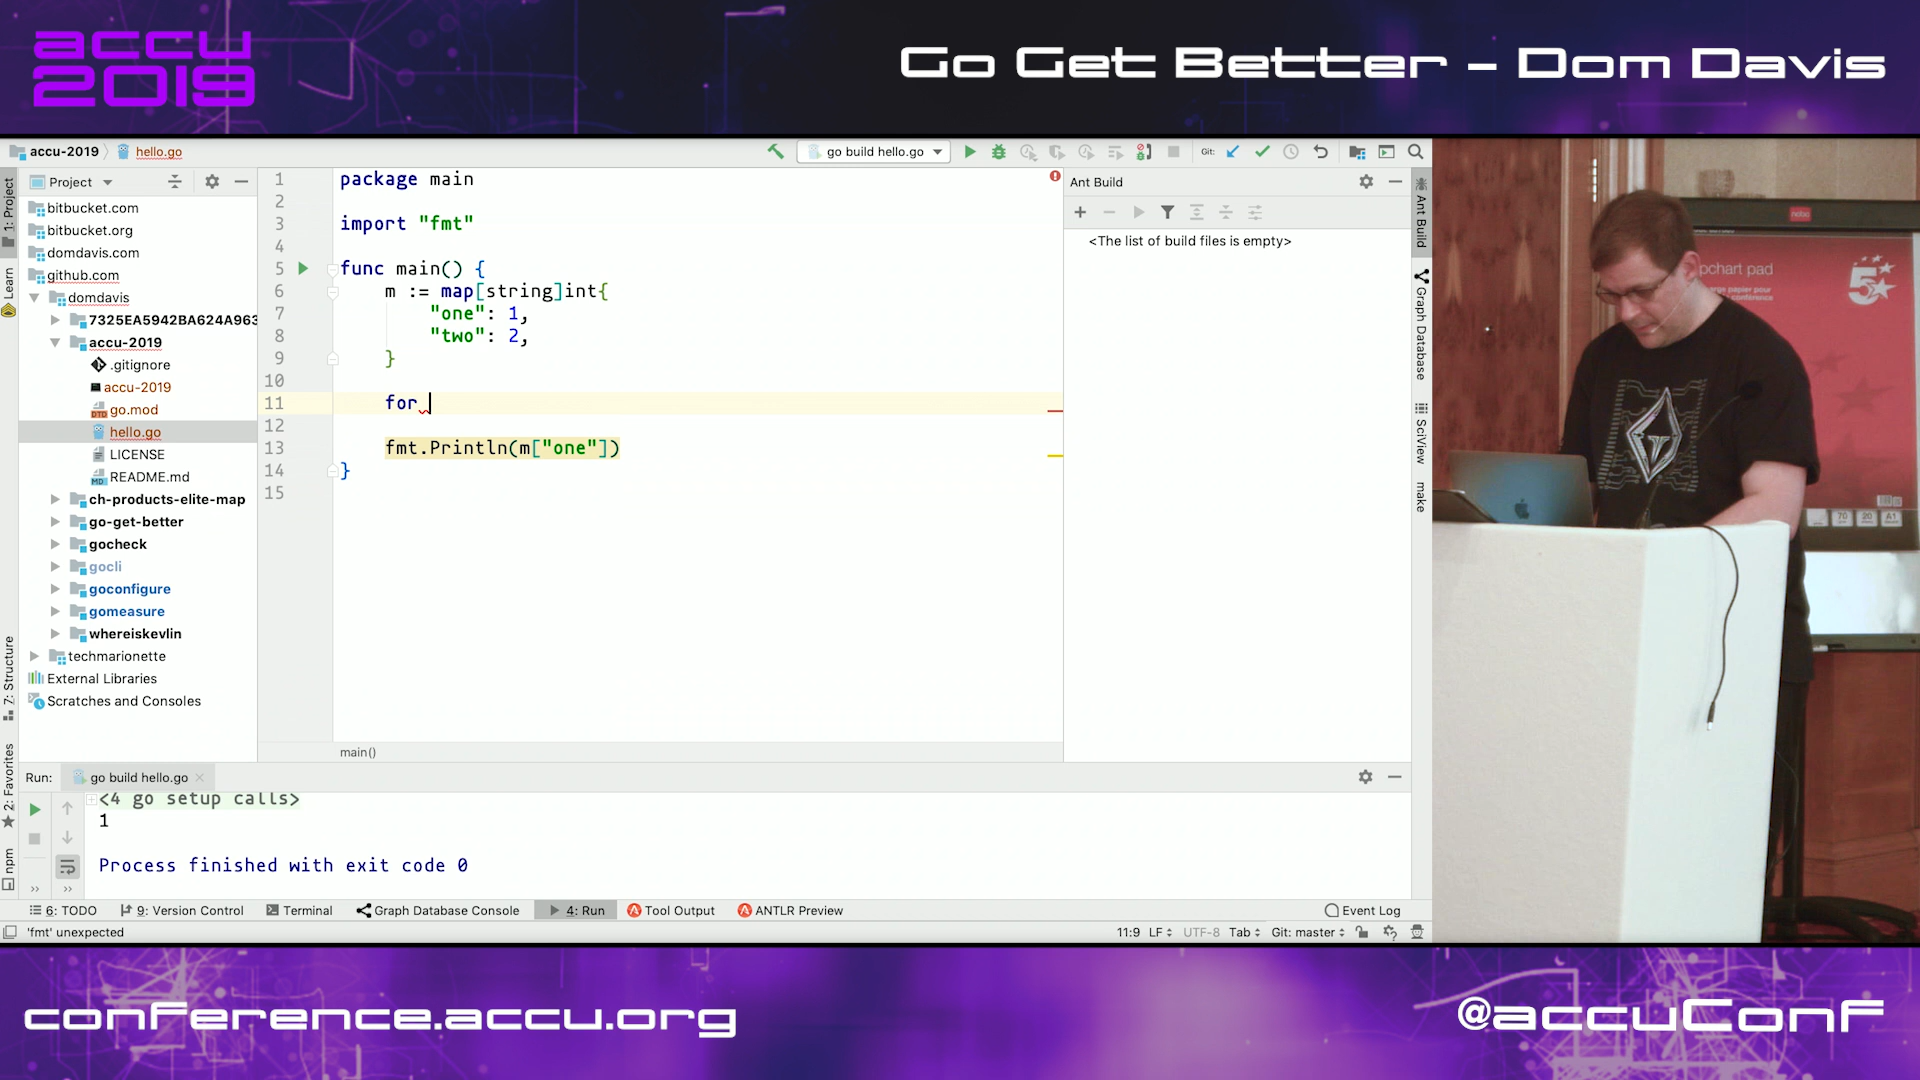 accu
2019
Go Get Better – Dom Davis
accu-2019
hello.go
go build hello.go
Git:
Project
1: Project
Learn
7: Structure
2: Favorites
npm
bitbucket.com
bitbucket.org
domdavis.com
github.com
domdavis
7325EA5942BA624A963
accu-2019
.gitignore
accu-2019
go.mod
hello.go
LICENSE
README.md
ch-products-elite-map
go-get-better
gocheck
gocli
goconfigure
gomeasure
whereiskevlin
techmarionette
External Libraries
Scratches and Consoles
1 package main
2
3 import "fmt"
4
5 func main() {
6 m := map[string]int{
7 "one": 1,
8 "two": 2,
9 }
10
11 for
12
13 fmt.Println(m["one"])
14 }
15
main()
Ant Build
<The list of build files is empty>
Ant Build
Graph Database
SciView
make
nobo
pchart pad
5
70 20 A1
Run:
go build hello.go
<4 go setup calls>
1
Process finished with exit code 0
6: TODO
9: Version Control
Terminal
Graph Database Console
4: Run
Tool Output
ANTLR Preview
Event Log
'fmt' unexpected
11:9 LF UTF-8 Tab Git: master
conference.accu.org
@accuConf